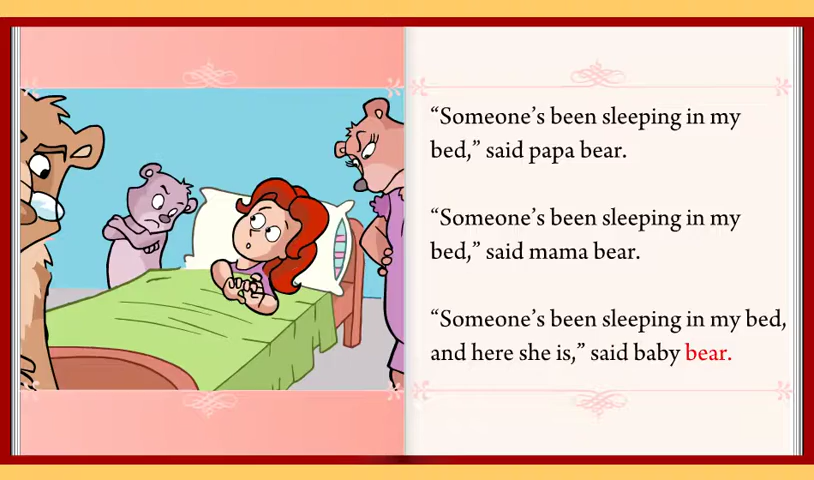 “Someone’s been sleeping in my
bed,” said papa bear.
“Someone’s been sleeping in my
bed,” said mama bear.
“Someone’s been sleeping in my bed,
and here she is,” said baby bear.